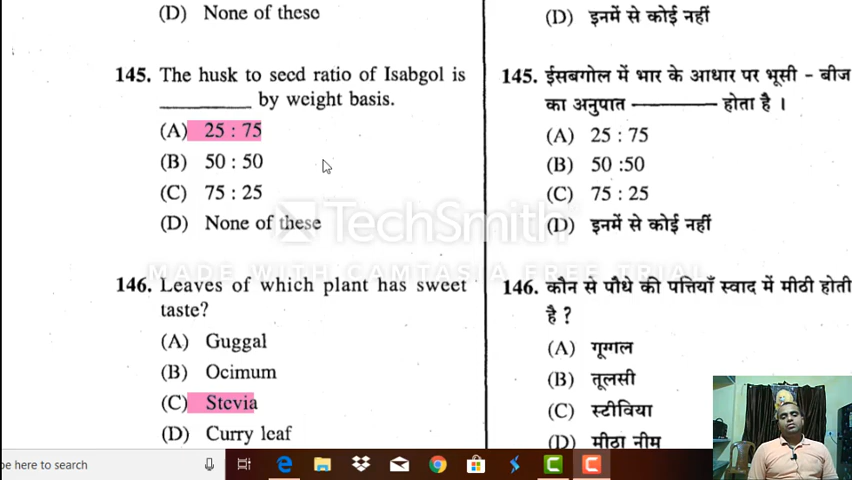 (D) None of these
145. The husk to seed ratio of Isabgol is
________ by weight basis.
(A) 25 : 75
(B) 50 : 50
(C) 75 : 25
(D) None of these
146. Leaves of which plant has sweet
taste?
(A) Guggal
(B) Ocimum
(C) Stevia
(D) Curry leaf
(D) इनमें से कोई नहीं
145. ईसबगोल में भार के आधार पर भूसी - बीज
का अनुपात ———— होता है ।
(A) 25 : 75
(B) 50 :50
(C) 75 : 25
(D) इनमें से कोई नहीं
146. कौन से पौधे की पत्तियाँ स्वाद में मीठी होती
है ?
(A) गूग्गल
(B) तूलसी
(C) स्टीविया
(D) मीठा नीम
TechSmith
MADE WITH CAMTASIA FREE TRIAL
pe here to search